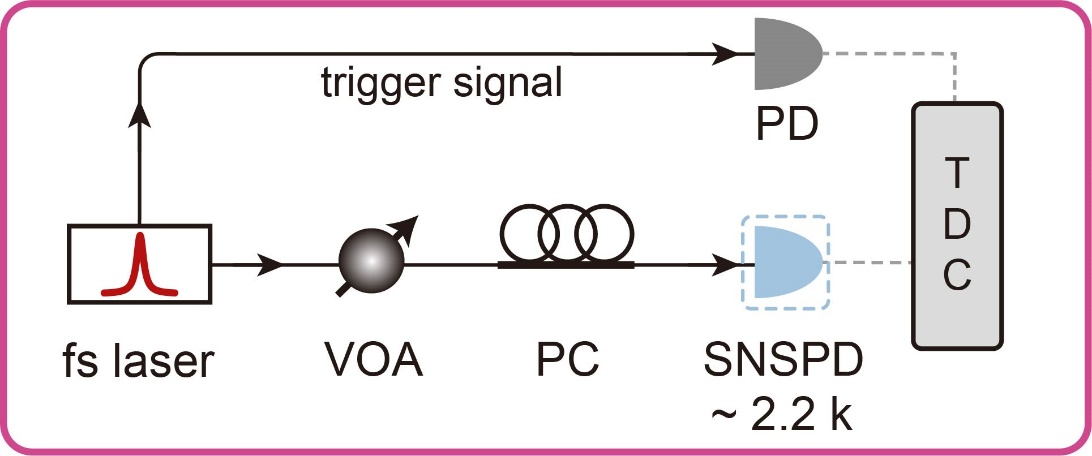 trigger signal
PD
T
D
C
fs laser
VOA
PC
SNSPD
~ 2.2 k